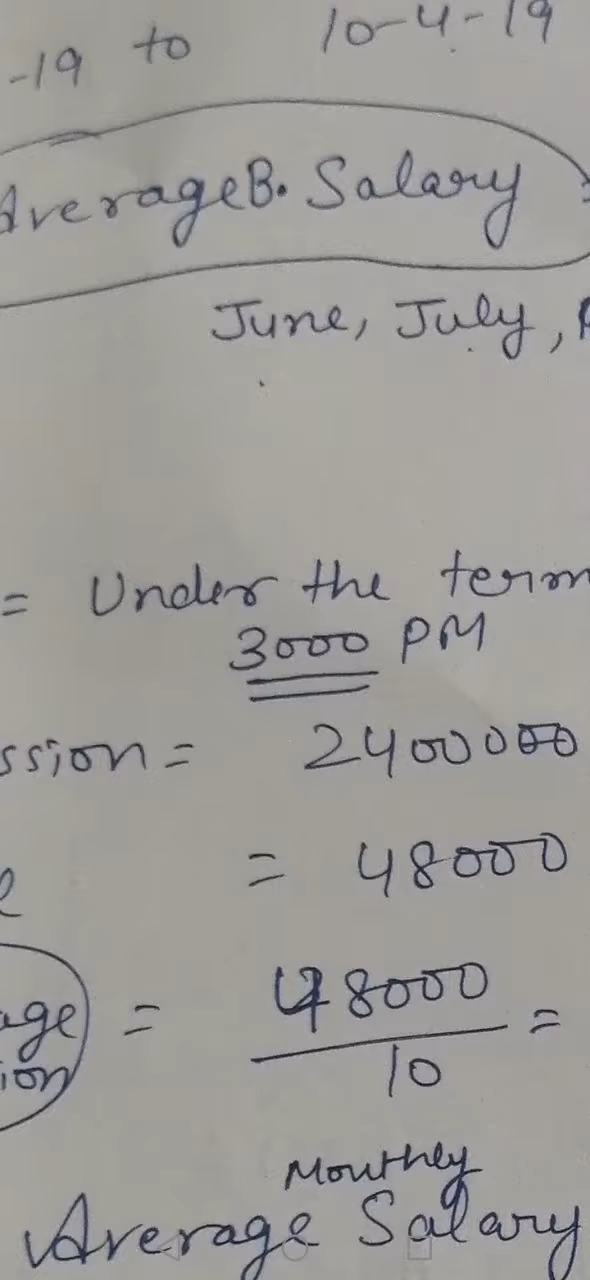 -19 to 10-4-19
AverageB. Salary
June, July,
= Under the term
3000 PM
ssion = 2400000
= 48000
age = 48000 =
ion 10
Monthly
Average Salary